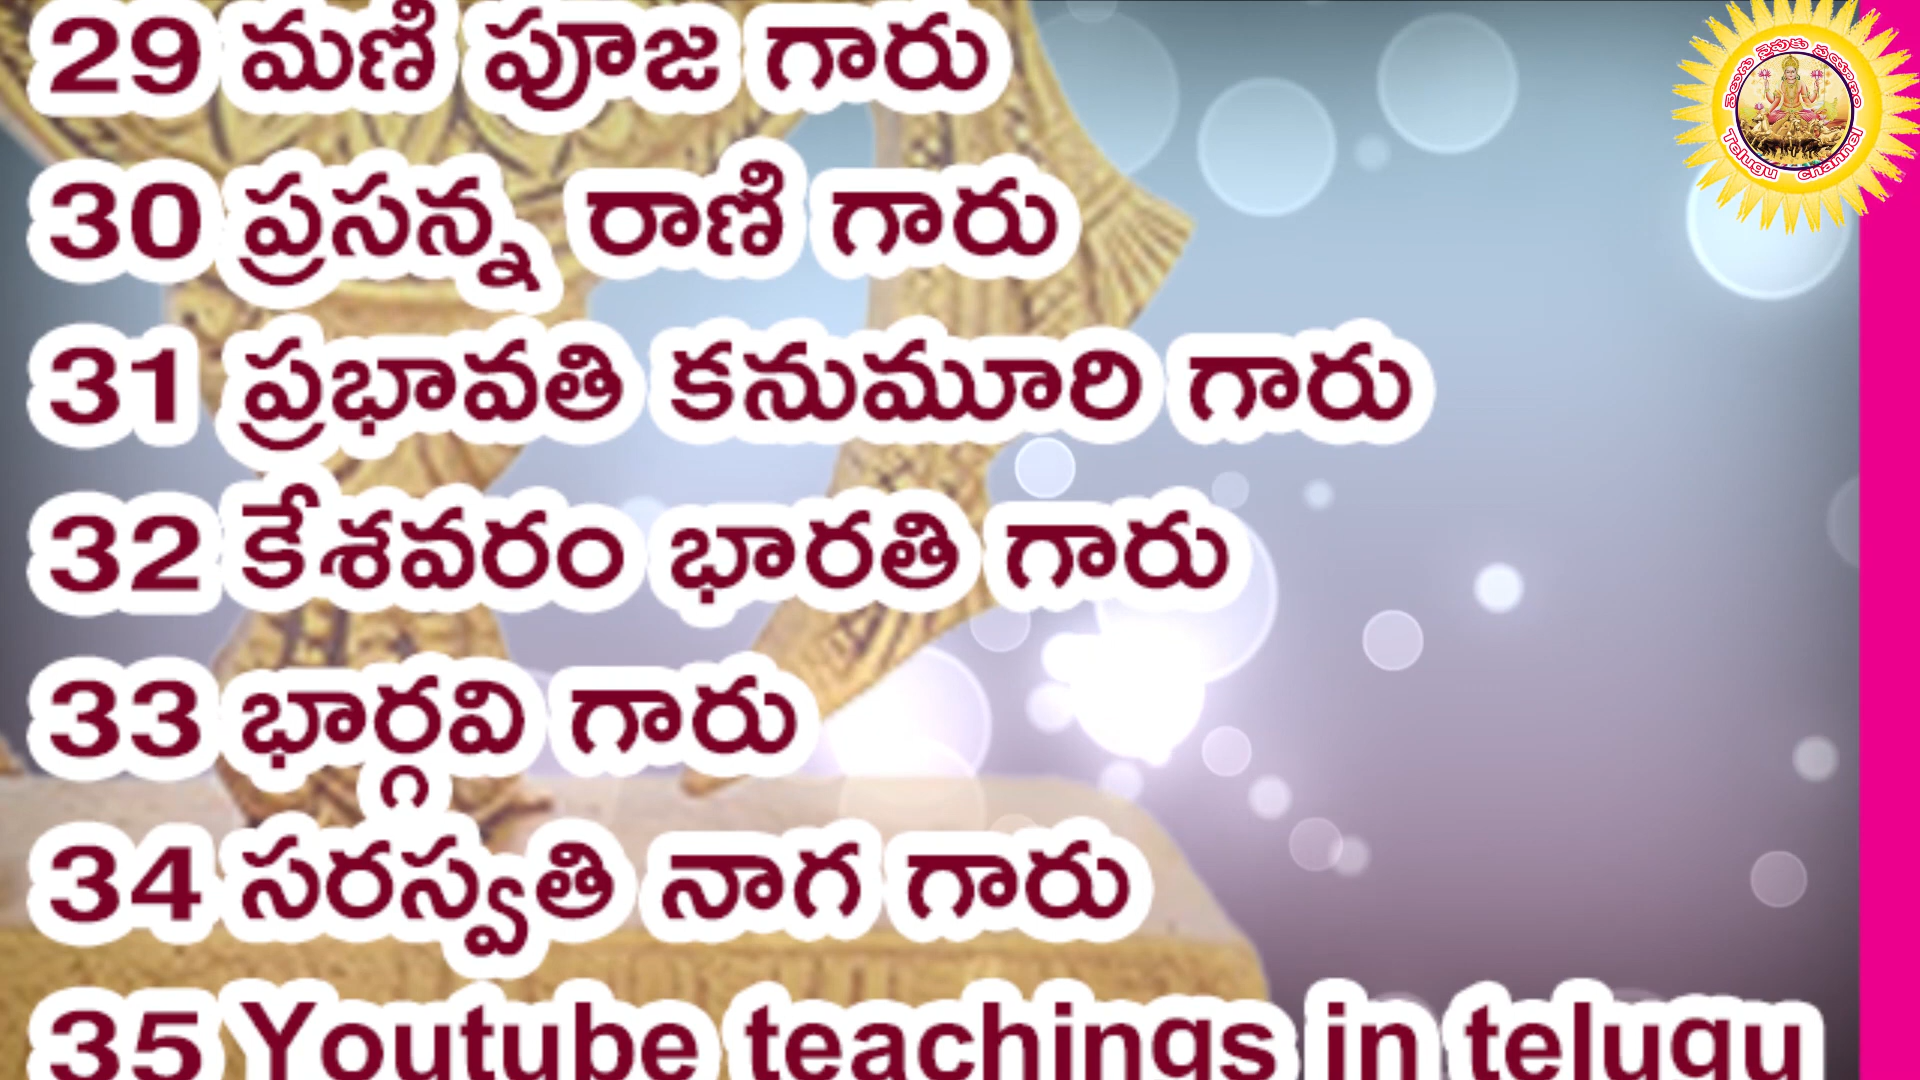 29 మణి పూజ గారు
30 ప్రసన్న రాణి గారు
31 ప్రభావతి కనుమూరి గారు
32 కేశవరం భారతి గారు
33 భార్గవి గారు
34 సరస్వతి నాగ గారు
35 Youtube teachings in telugu
వెలుగు వైపుకు ప్రయాణం
Telugu channel